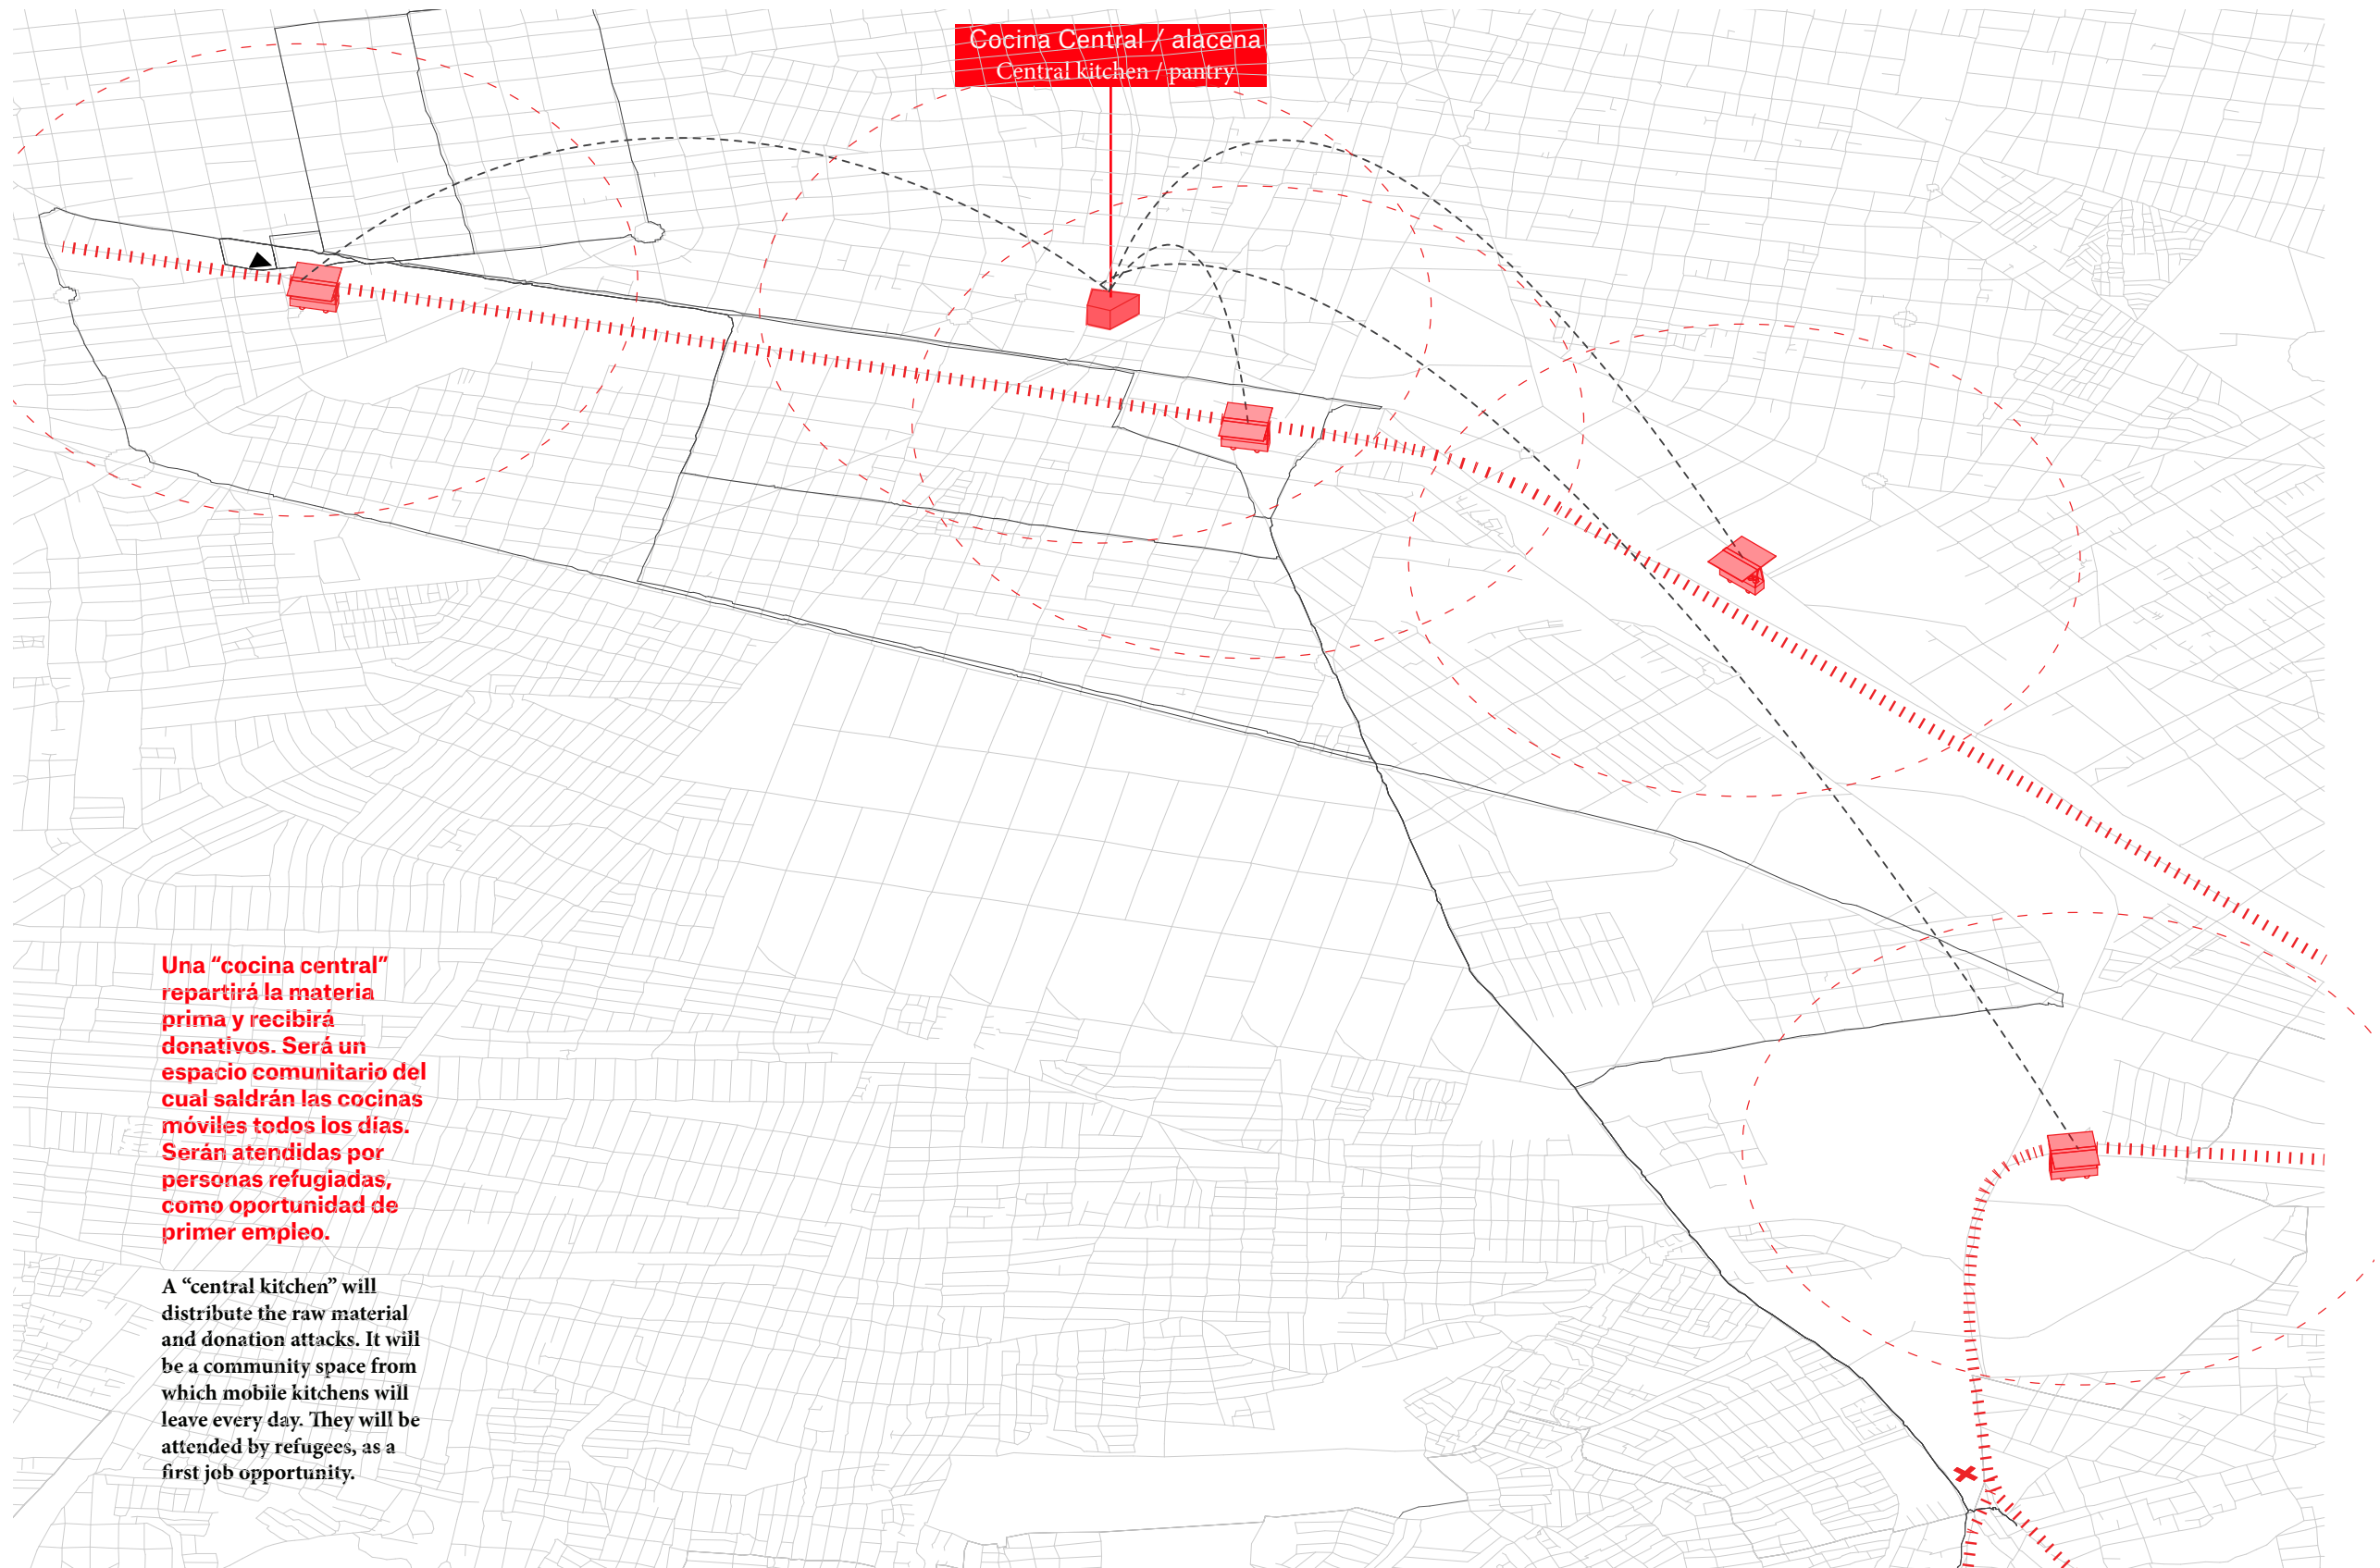 Cocina Central / alacena
Central kitchen / pantry
Una “cocina central”
repartirá la materia
prima y recibirá
donativos. Será un
espacio comunitario del
cual saldrán las cocinas
móviles todos los días.
Serán atendidas por
personas refugiadas,
como oportunidad de
primer empleo.
A “central kitchen” will
distribute the raw material
and donation attacks. It will
be a community space from
which mobile kitchens will
leave every day. They will be
attended by refugees, as a
first job opportunity.